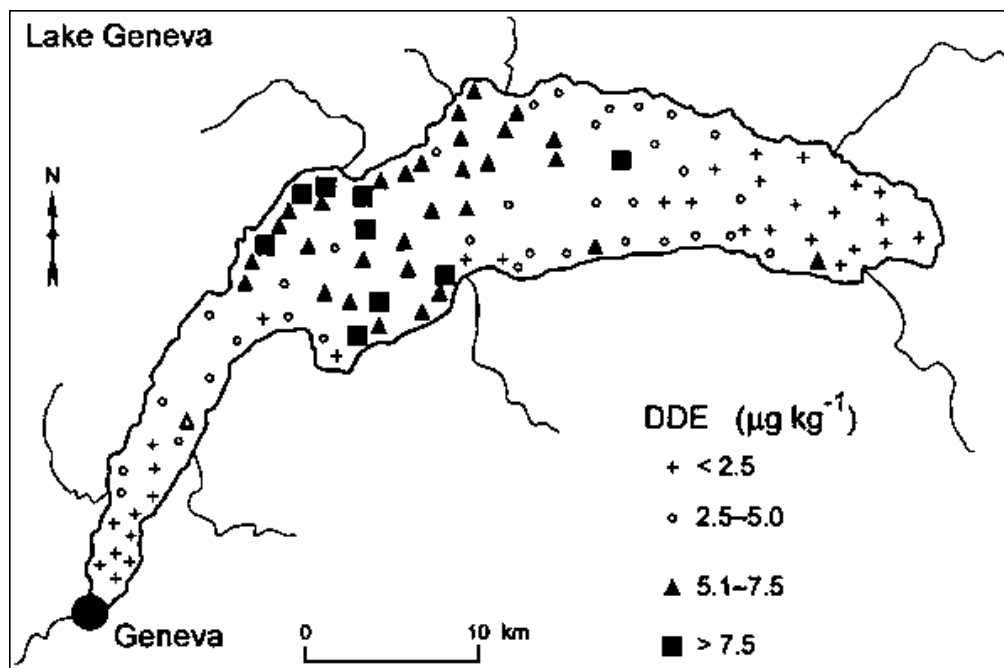 Lake Geneva
N
DDE (µg kg⁻¹)
< 2.5
2.5–5.0
5.1–7.5
> 7.5
0 10 km
Geneva